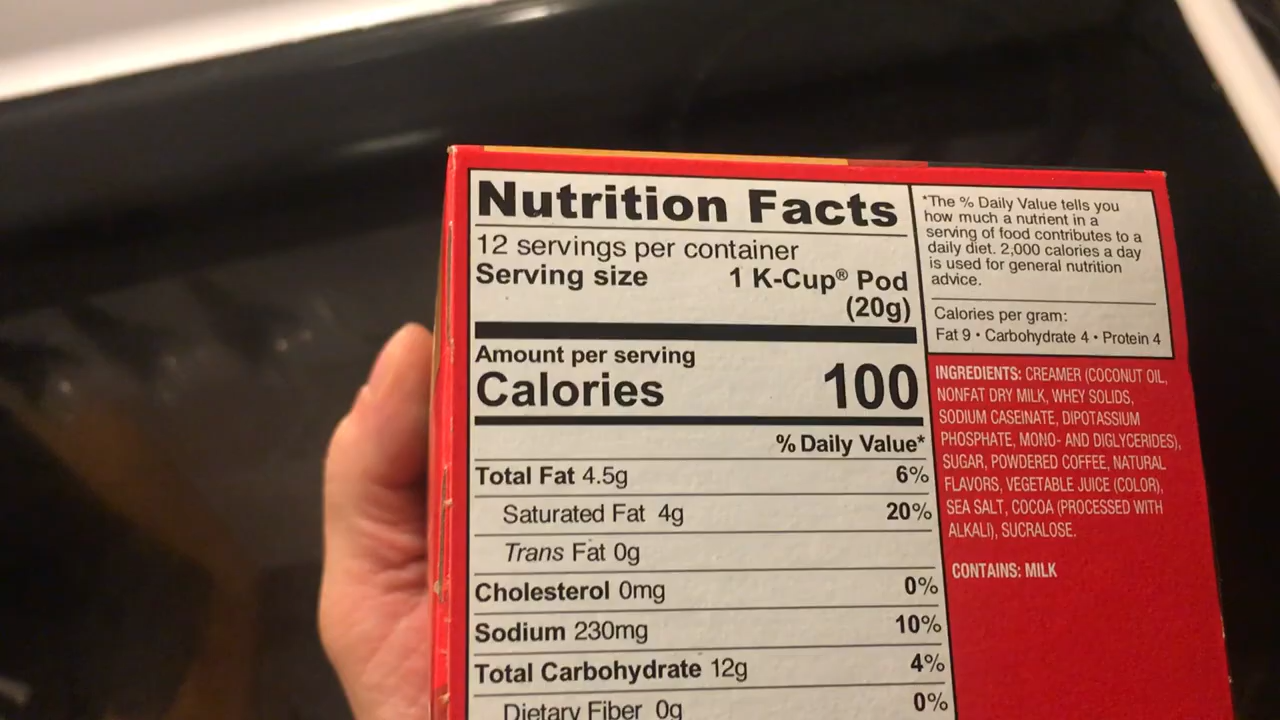 Nutrition Facts
12 servings per container
Serving size 1 K-Cup® Pod
(20g)
Amount per serving
Calories 100
% Daily Value*
Total Fat 4.5g 6%
Saturated Fat 4g 20%
Trans Fat 0g
Cholesterol 0mg 0%
Sodium 230mg 10%
Total Carbohydrate 12g 4%
Dietary Fiber 0g 0%
*The % Daily Value tells you
how much a nutrient in a
serving of food contributes to a
daily diet. 2,000 calories a day
is used for general nutrition
advice.
Calories per gram:
Fat 9 • Carbohydrate 4 • Protein 4
INGREDIENTS: CREAMER (COCONUT OIL,
NONFAT DRY MILK, WHEY SOLIDS,
SODIUM CASEINATE, DIPOTASSIUM
PHOSPHATE, MONO- AND DIGLYCERIDES),
SUGAR, POWDERED COFFEE, NATURAL
FLAVORS, VEGETABLE JUICE (COLOR),
SEA SALT, COCOA (PROCESSED WITH
ALKALI), SUCRALOSE.
CONTAINS: MILK